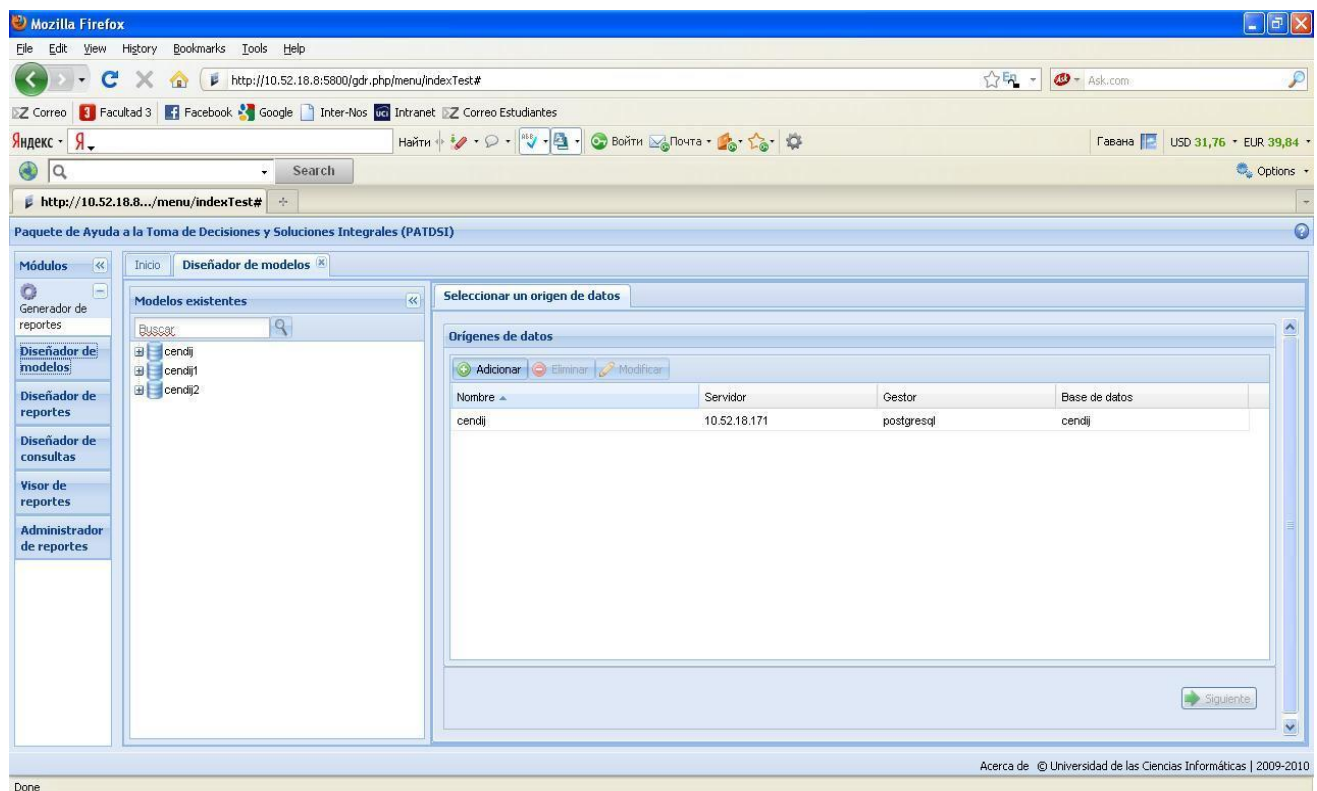 Mozilla Firefox
File Edit View History Bookmarks Tools Help
http://10.52.18.8:5800/gdr.php/menu/indexTest#
Ask.com
Correo Facultad 3 Facebook Google Inter-Nos uci Intranet Correo Estudiantes
Яндекс Я Найти Войти Почта Гавана USD 31,76 EUR 39,84
Search
Options
http://10.52.18.8.../menu/indexTest#
Paquete de Ayuda a la Toma de Decisiones y Soluciones Integrales (PATDSI)
Módulos
Generador de
reportes
Diseñador de
modelos
Diseñador de
reportes
Diseñador de
consultas
Visor de
reportes
Administrador
de reportes
Inicio Diseñador de modelos
Modelos existentes
Buscar
cendij
cendij1
cendij2
Seleccionar un origen de datos
Orígenes de datos
Adicionar Eliminar Modificar
Nombre Servidor Gestor Base de datos
cendij 10.52.18.171 postgresql cendij
Siguiente
Acerca de © Universidad de las Ciencias Informáticas | 2009-2010
Done